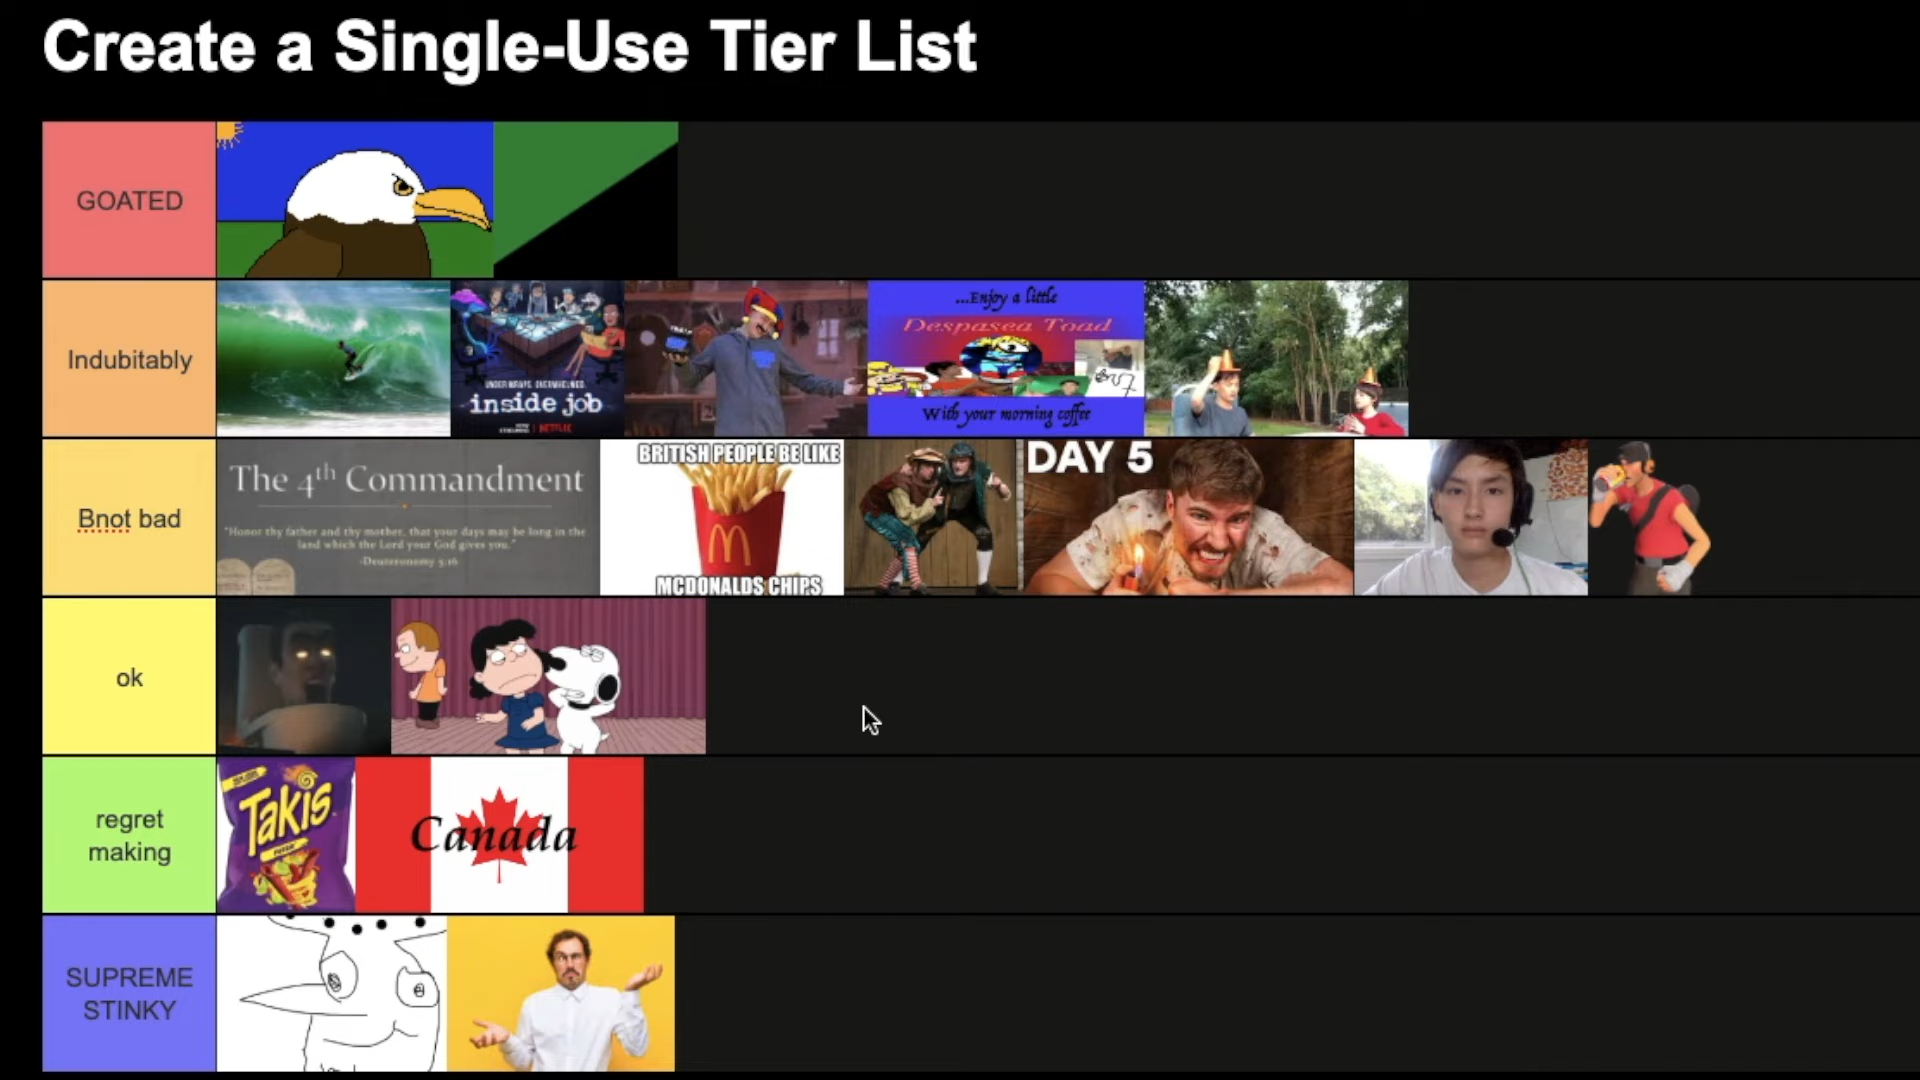 Create a Single-Use Tier List
GOATED
Indubitably
inside job
NETFLIX
...Enjoy a little
Despasea Toad
With your morning coffee
Bnot bad
The 4th Commandment
"Honor thy father and thy mother, that your days may be long in the
land which the Lord your God gives you."
-Deuteronomy 5:16
BRITISH PEOPLE BE LIKE
MCDONALDS CHIPS
DAY 5
ok
regret
making
Takis
FUEGO
Canada
SUPREME
STINKY